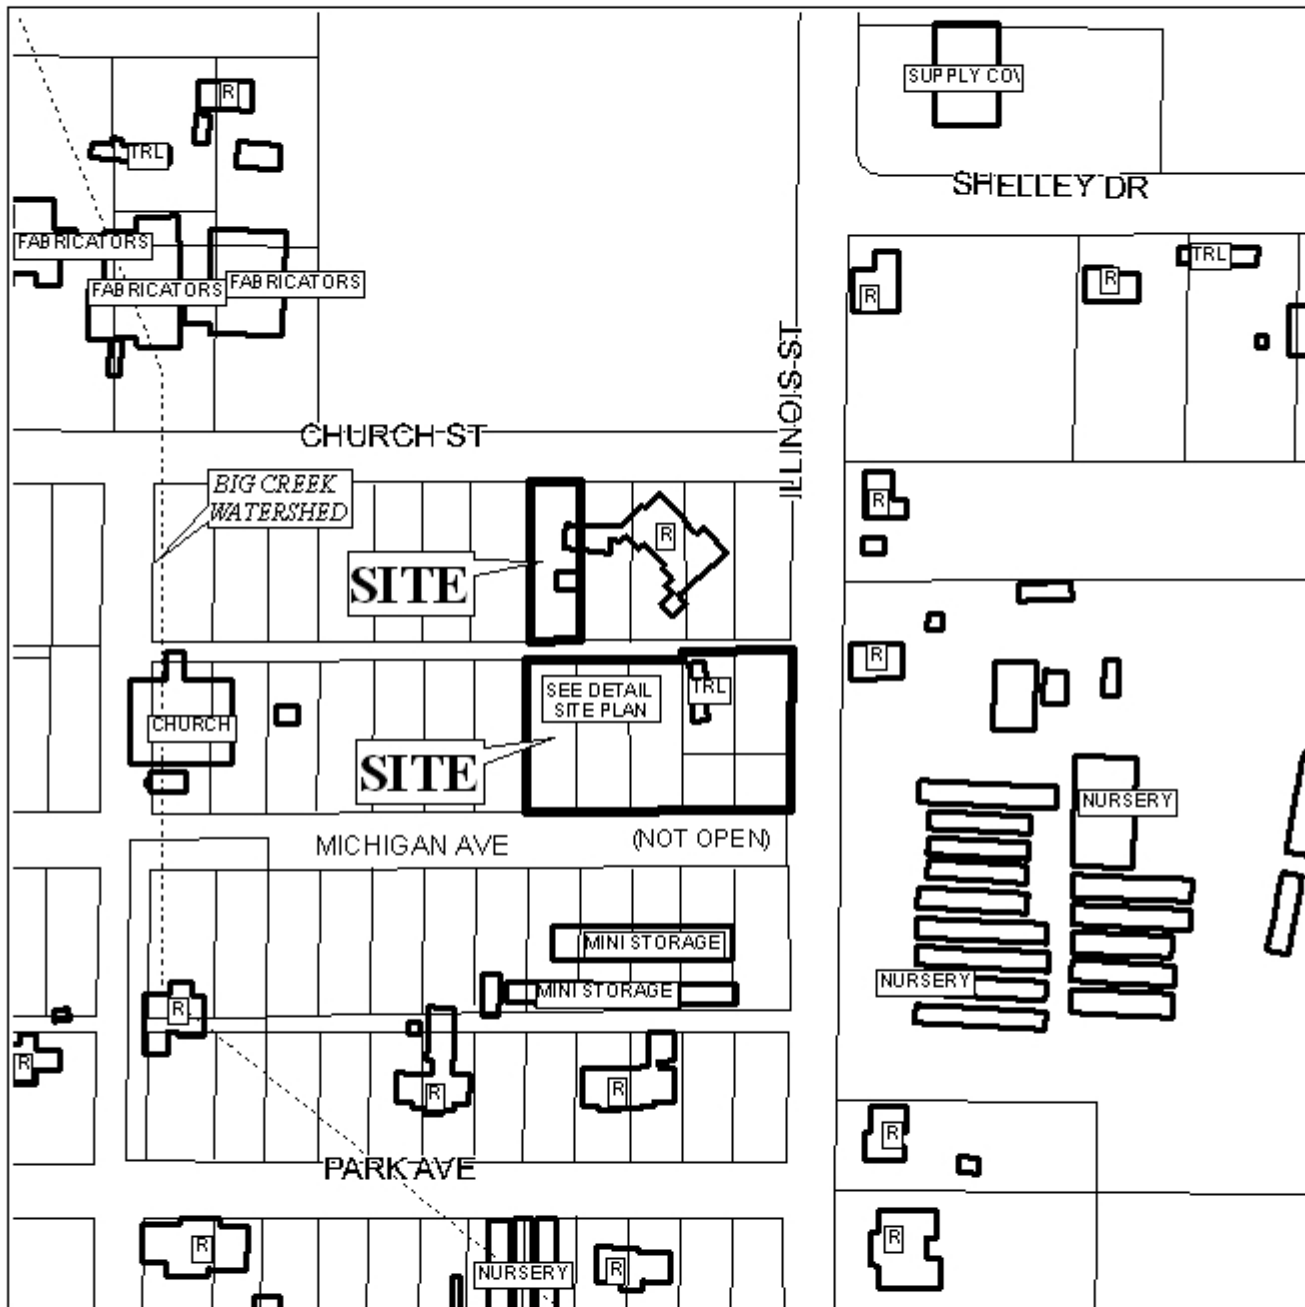 R
SUPPLY CO\
TRL
SHELLEY DR
FABRICATORS
FABRICATORS
FABRICATORS
R
R
TRL
ILLINOIS ST
CHURCH ST
BIG CREEK
WATERSHED
R
R
SITE
R
SEE DETAIL
SITE PLAN
TRL
CHURCH
SITE
NURSERY
MICHIGAN AVE
(NOT OPEN)
MINI STORAGE
NURSERY
MINI STORAGE
R
R
R
R
R
PARK AVE
R
R
NURSERY
R